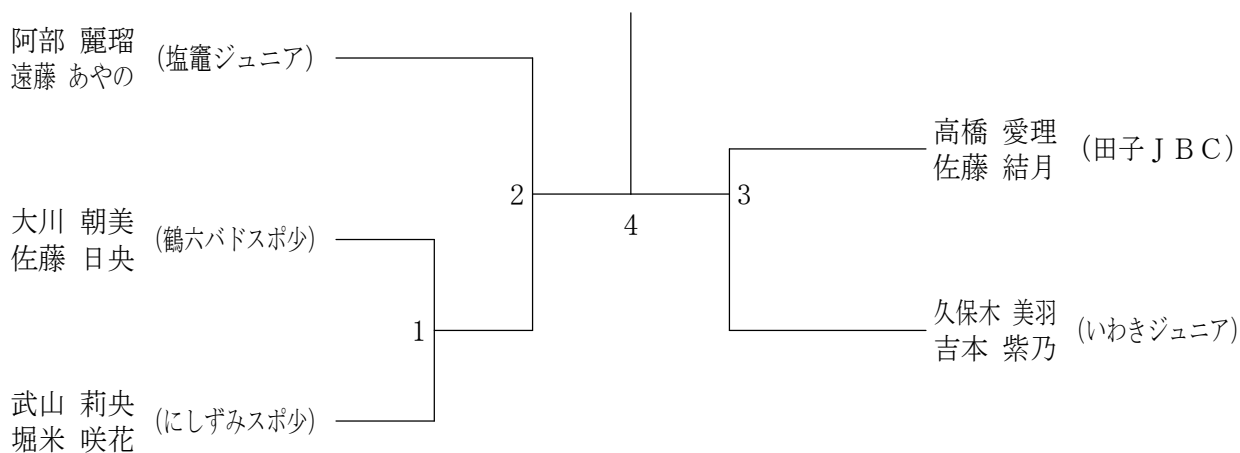 阿部 麗瑠
遠藤 あやの
(塩竈ジュニア)
大川 朝美
佐藤 日央
(鶴六バドスポ少)
武山 莉央
堀米 咲花
(にしずみスポ少)
1
2
4
3
高橋 愛理
佐藤 結月
(田子ＪＢＣ)
久保木 美羽
吉本 紫乃
(いわきジュニア)